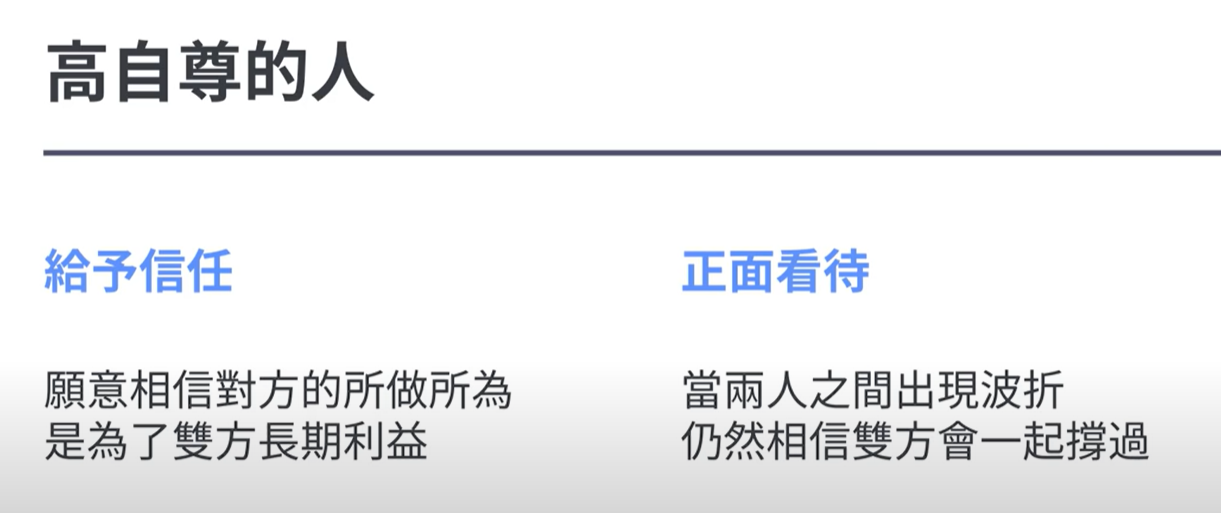 高自尊的人
給予信任
願意相信對方的所做所為
是為了雙方長期利益
正面看待
當兩人之間出現波折
仍然相信雙方會一起撐過